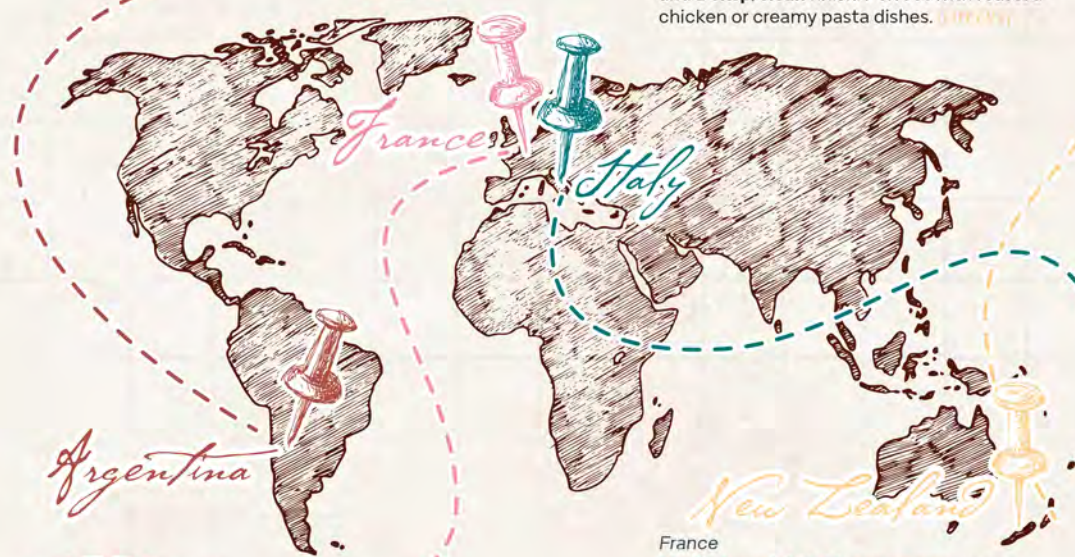 chicken or creamy pasta dishes.
France
Italy
Argentina
New Zealand
France